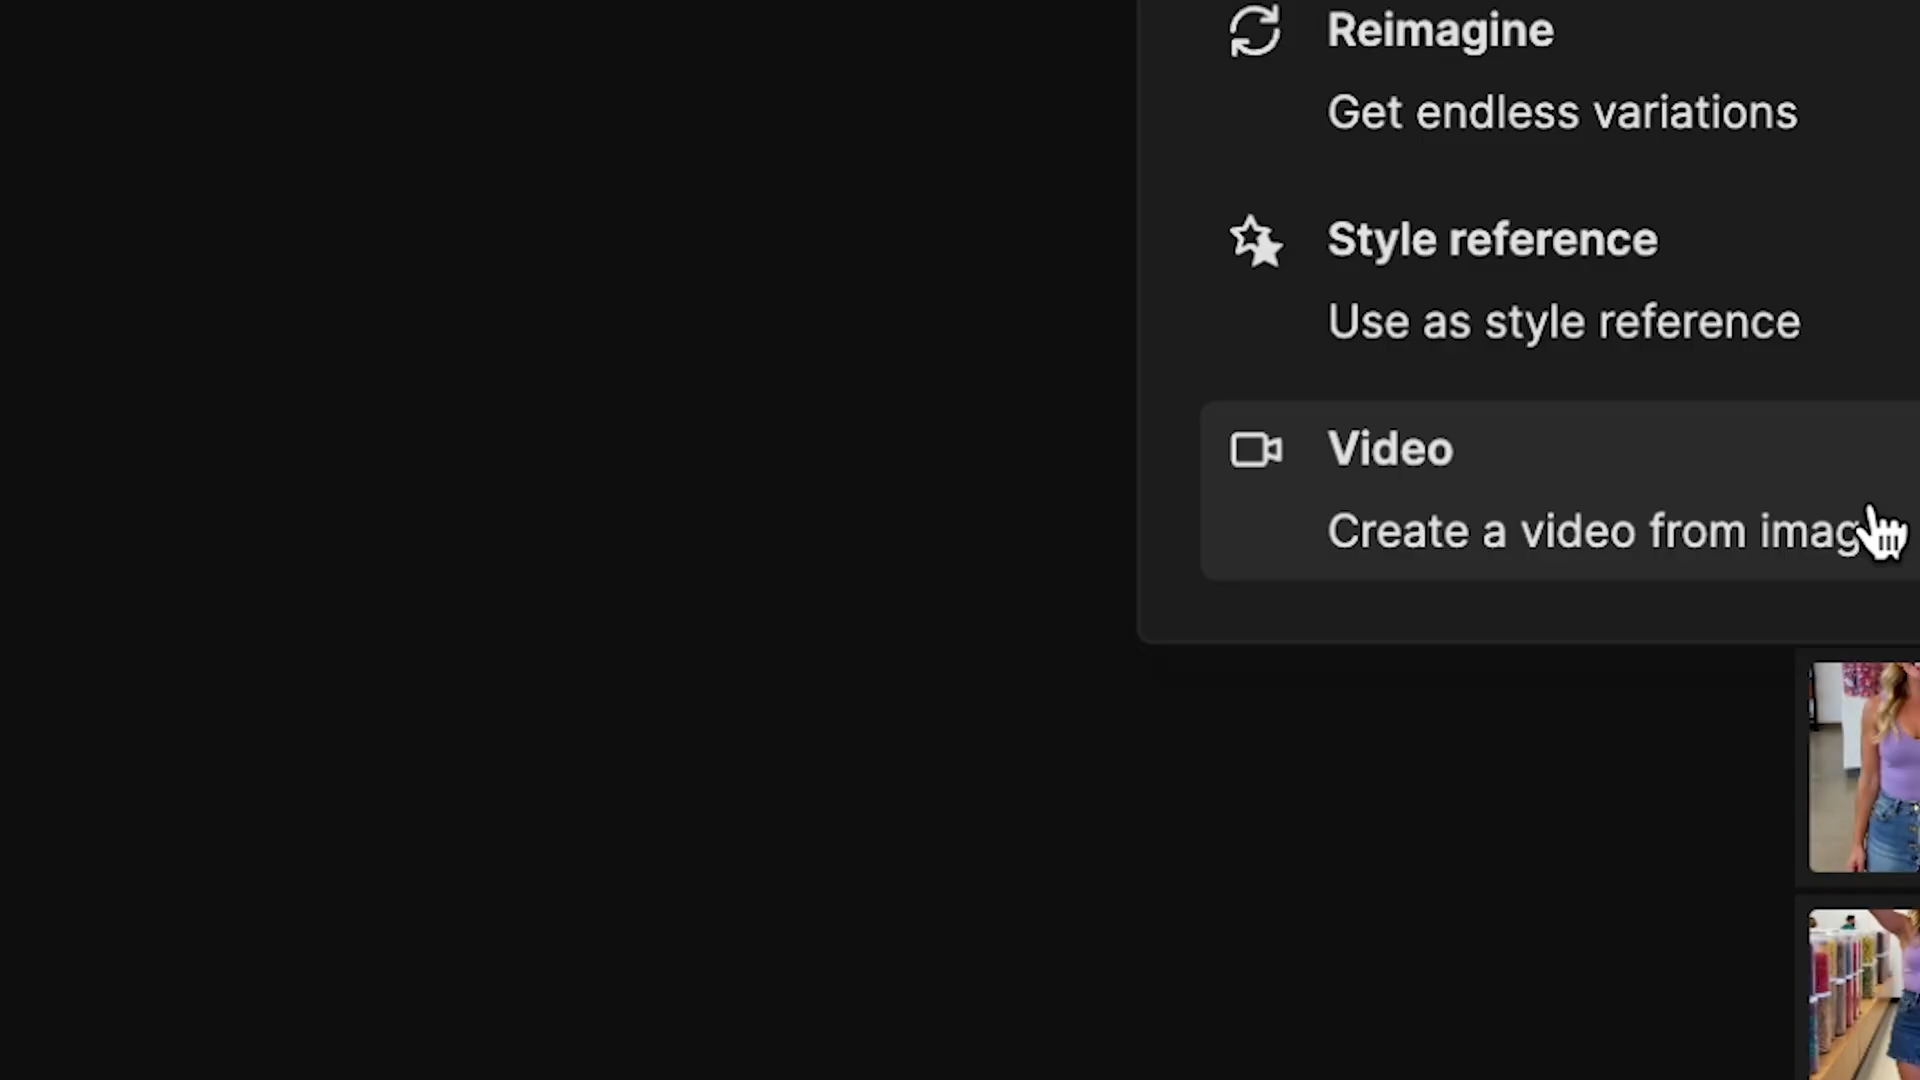 Reimagine
Get endless variations
Style reference
Use as style reference
Video
Create a video from imag